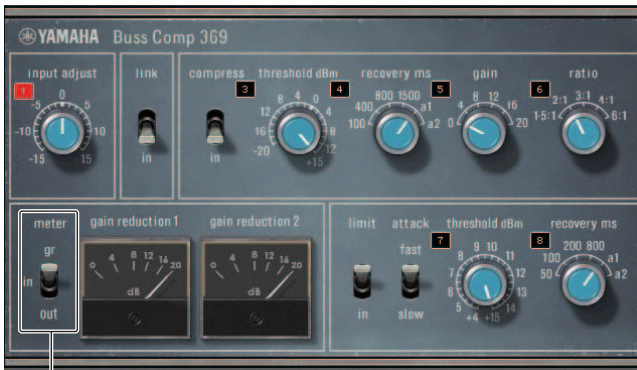 YAMAHA Buss Comp 369
input adjust
1
0
-5 5
-10 10
-15 15
link
in
compress
in
3
threshold dBm
4 0
8 4
12 8
16 12
-20 +15
4
recovery ms
800 1500
400 a1
100 a2
5
gain
8 12
4 16
0 20
6
ratio
3:1
2:1 4:1
1·5:1 6:1
meter
gr
in
out
gain reduction 1
0 4 8 12 16 20
dB
gain reduction 2
0 4 8 12 16 20
dB
limit
in
attack
fast
slow
7
threshold dBm
9 10
8 11
7 12
6 13
5 14
+4 +15
8
recovery ms
200 800
100 a1
50 a2